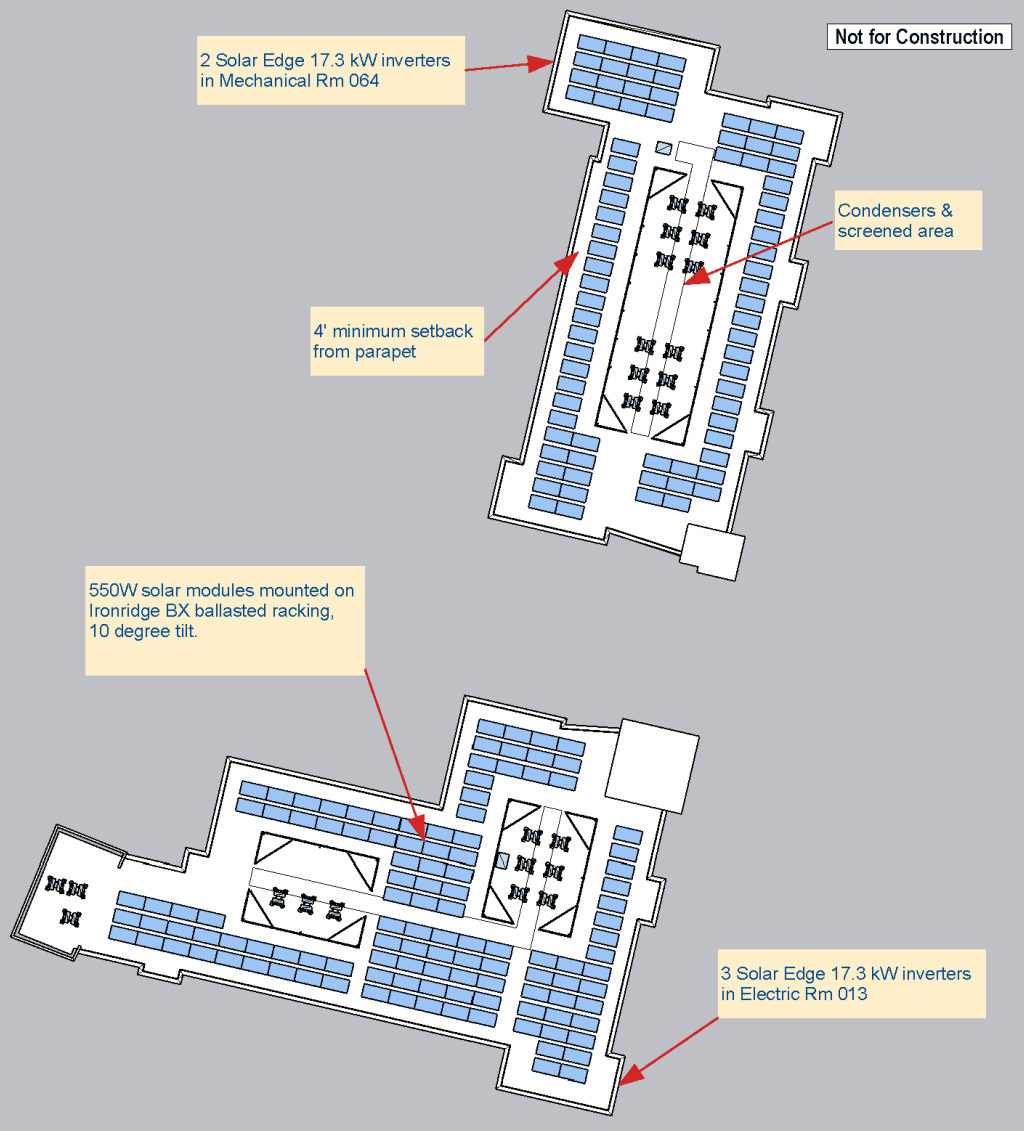 Not for Construction
2 Solar Edge 17.3 kW inverters
in Mechanical Rm 064
Condensers &
screened area
4' minimum setback
from parapet
550W solar modules mounted on
Ironridge BX ballasted racking,
10 degree tilt.
3 Solar Edge 17.3 kW inverters
in Electric Rm 013